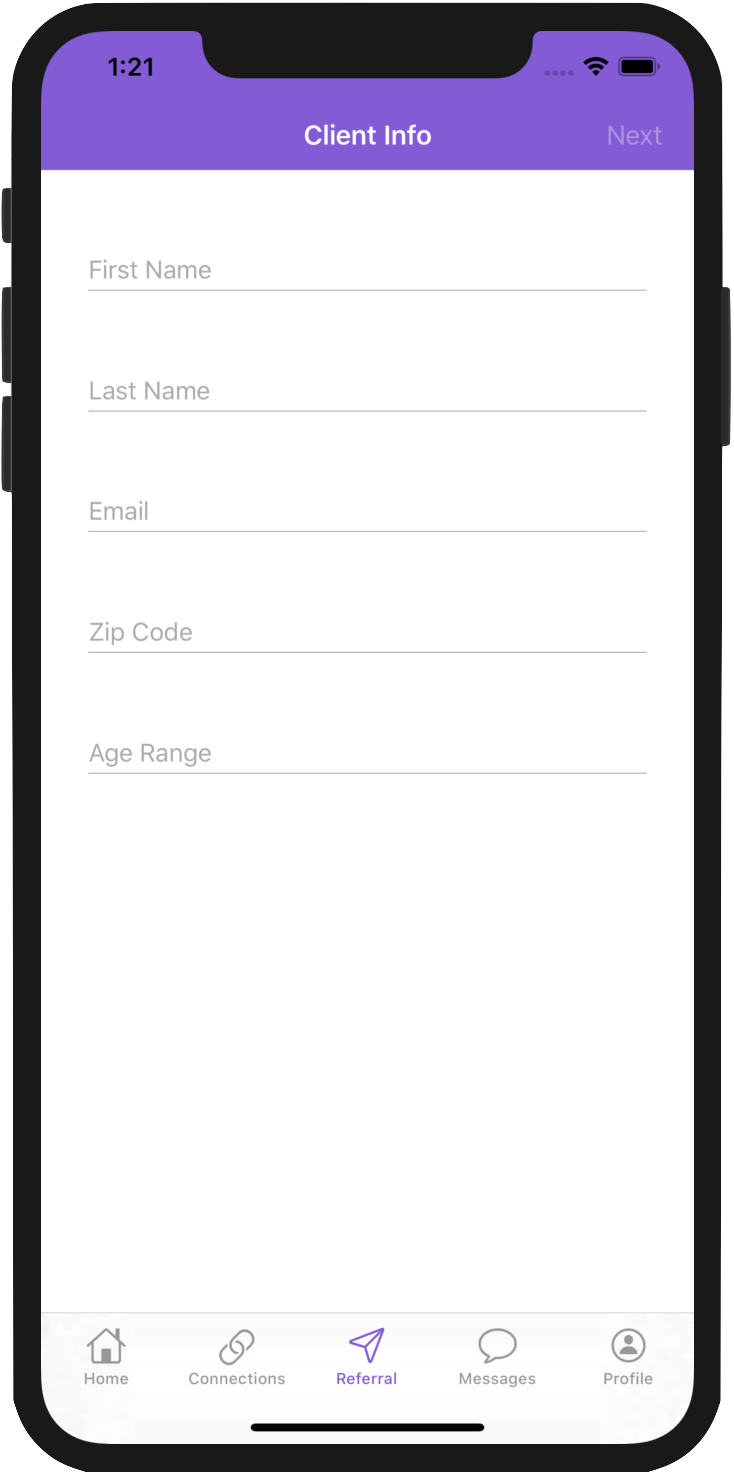 1:21
Client Info
Next
First Name
Last Name
Email
Zip Code
Age Range
Home Connections Referral Messages Profile